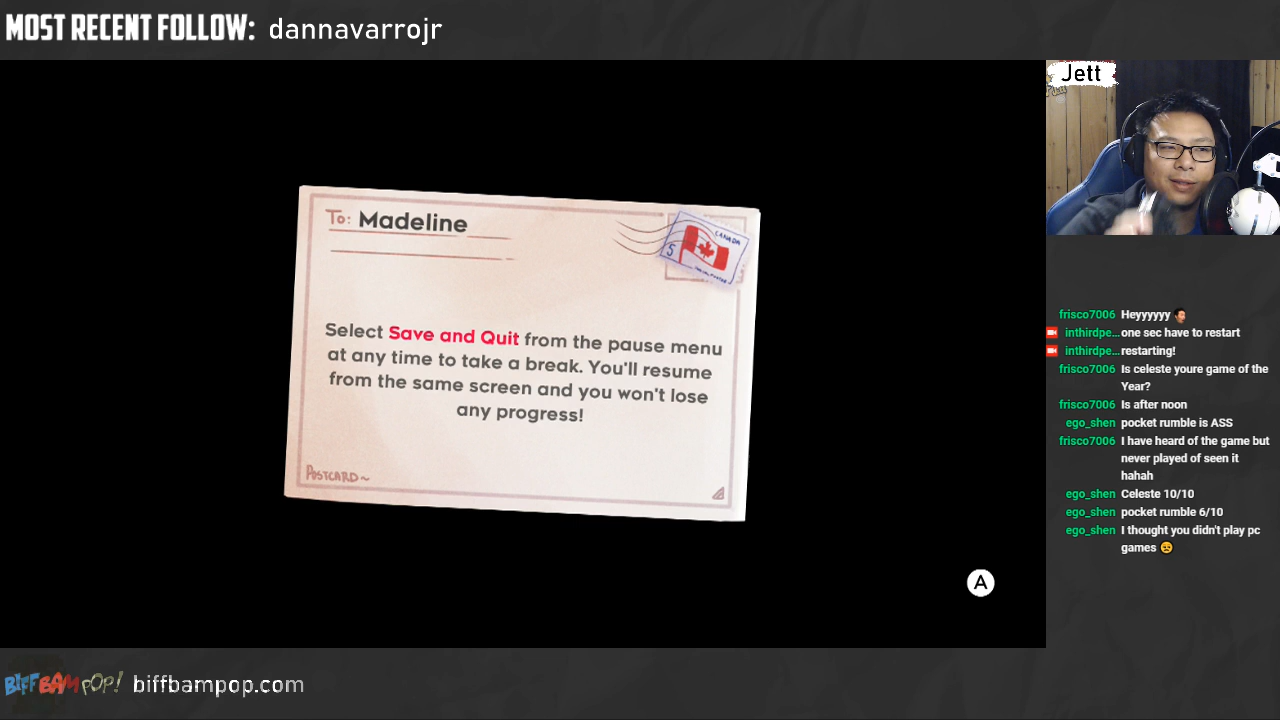 MOST RECENT FOLLOW: dannavarrojr
Jett
To: Madeline
CANADA
5
Select Save and Quit from the pause menu
at any time to take a break. You'll resume
from the same screen and you won't lose
any progress!
POSTCARD~
A
frisco7006 Heyyyyyy
inthirdpe... one sec have to restart
inthirdpe... restarting!
frisco7006 Is celeste youre game of the
Year?
frisco7006 Is after noon
ego_shen pocket rumble is ASS
frisco7006 I have heard of the game but
never played of seen it
hahah
ego_shen Celeste 10/10
ego_shen pocket rumble 6/10
ego_shen I thought you didn't play pc
games
BIFF BAM POP! biffbampop.com